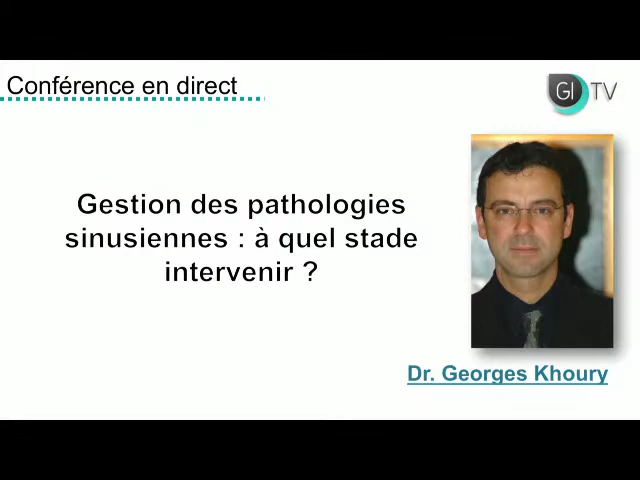 Conférence en direct
GI TV
Gestion des pathologies
sinusiennes : à quel stade
intervenir ?
Dr. Georges Khoury